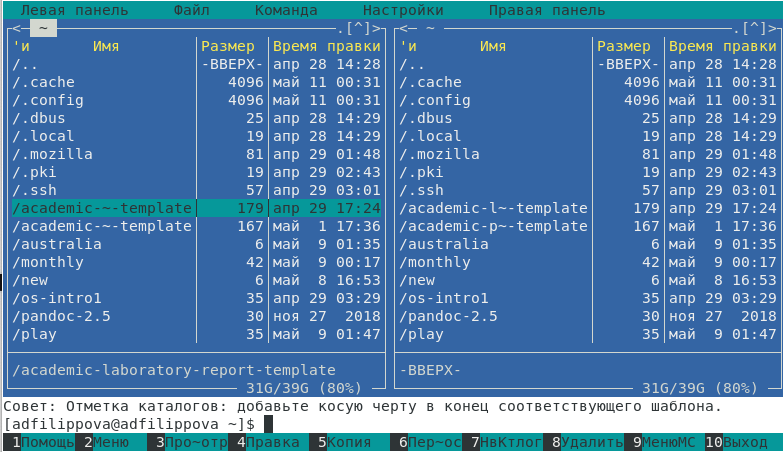 Левая панель Файл Команда Настройки Правая панель
<─ ~ .[^]> <─ ~ .[^]>
'и Имя Размер Время правки 'и Имя Размер Время правки
/.. -ВВЕРХ- апр 28 14:28 /.. -ВВЕРХ- апр 28 14:28
/.cache 4096 май 11 00:31 /.cache 4096 май 11 00:31
/.config 4096 май 11 00:31 /.config 4096 май 11 00:31
/.dbus 25 апр 28 14:29 /.dbus 25 апр 28 14:29
/.local 19 апр 28 14:29 /.local 19 апр 28 14:29
/.mozilla 81 апр 29 01:48 /.mozilla 81 апр 29 01:48
/.pki 19 апр 29 02:43 /.pki 19 апр 29 02:43
/.ssh 57 апр 29 03:01 /.ssh 57 апр 29 03:01
/academic-~-template 179 апр 29 17:24 /academic-l~-template 179 апр 29 17:24
/academic-~-template 167 май 1 17:36 /academic-p~-template 167 май 1 17:36
/australia 6 май 9 01:35 /australia 6 май 9 01:35
/monthly 42 май 9 00:17 /monthly 42 май 9 00:17
/new 6 май 8 16:53 /new 6 май 8 16:53
/os-intro1 35 апр 29 03:29 /os-intro1 35 апр 29 03:29
/pandoc-2.5 30 ноя 27 2018 /pandoc-2.5 30 ноя 27 2018
/play 35 май 9 01:47 /play 35 май 9 01:47
/academic-laboratory-report-template -ВВЕРХ-
31G/39G (80%) 31G/39G (80%)
Совет: Отметка каталогов: добавьте косую черту в конец соответствующего шаблона.
[adfilippova@adfilippova ~]$
1Помощь 2Меню 3Про~отр 4Правка 5Копия 6Пер~ос 7НвКтлог 8Удалить 9МенюMC 10Выход